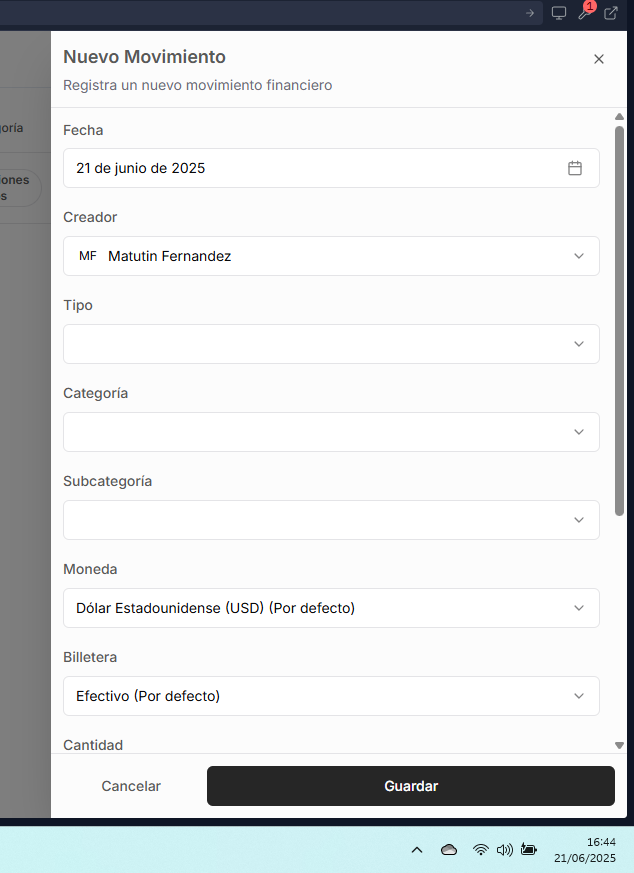 1
Nuevo Movimiento
Registra un nuevo movimiento financiero
oría
iones
s
Fecha
21 de junio de 2025
Creador
MF Matutin Fernandez
Tipo
Categoría
Subcategoría
Moneda
Dólar Estadounidense (USD) (Por defecto)
Billetera
Efectivo (Por defecto)
Cantidad
Cancelar
Guardar
16:44
21/06/2025